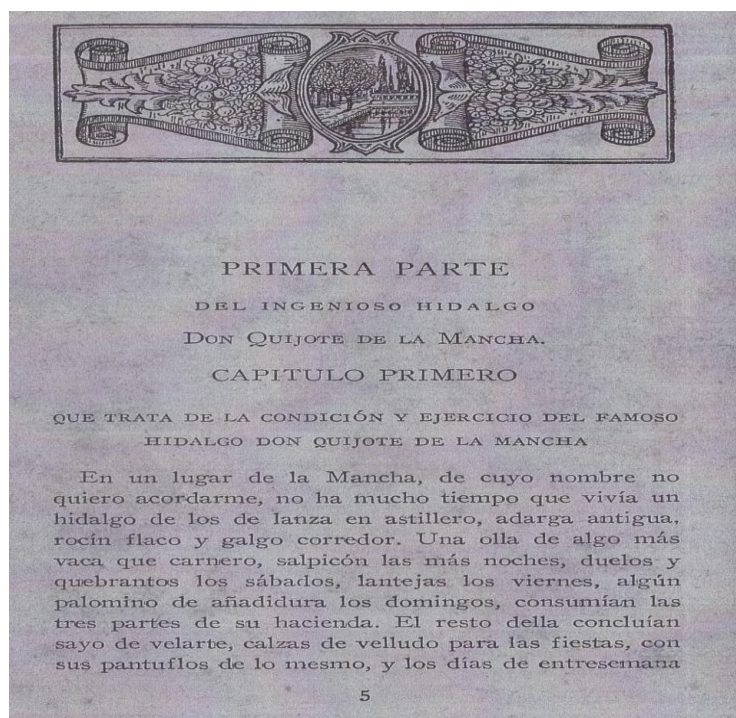 PRIMERA PARTE
DEL INGENIOSO HIDALGO
DON QUIJOTE DE LA MANCHA.
CAPITULO PRIMERO
QUE TRATA DE LA CONDICIÓN Y EJERCICIO DEL FAMOSO
HIDALGO DON QUIJOTE DE LA MANCHA
En un lugar de la Mancha, de cuyo nombre no
quiero acordarme, no ha mucho tiempo que vivía un
hidalgo de los de lanza en astillero, adarga antigua,
rocín flaco y galgo corredor. Una olla de algo más
vaca que carnero, salpicón las más noches, duelos y
quebrantos los sábados, lantejas los viernes, algún
palomino de añadidura los domingos, consumían las
tres partes de su hacienda. El resto della concluían
sayo de velarte, calzas de velludo para las fiestas, con
sus pantuflos de lo mesmo, y los días de entresemana
5